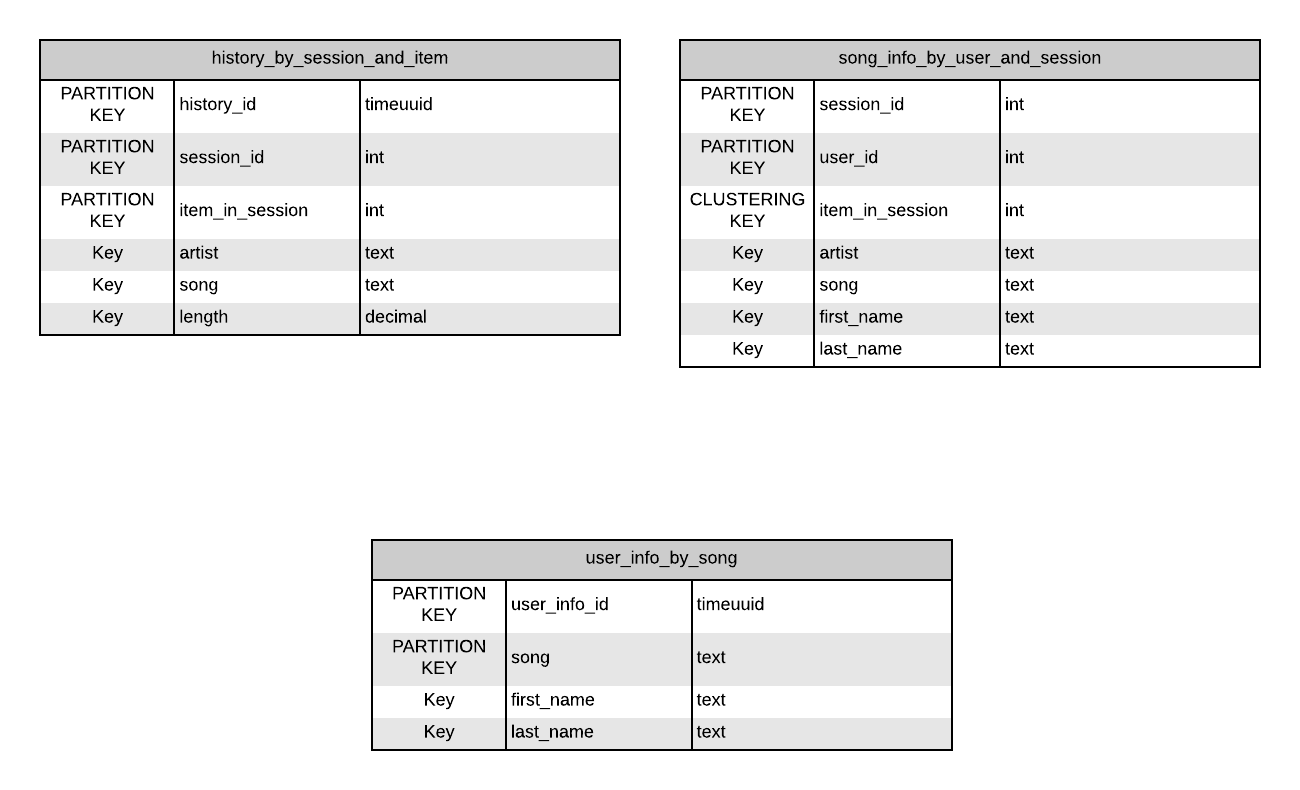 history_by_session_and_item
PARTITION
KEY
history_id
timeuuid
PARTITION
KEY
session_id
int
PARTITION
KEY
item_in_session
int
Key
artist
text
Key
song
text
Key
length
decimal
song_info_by_user_and_session
PARTITION
KEY
session_id
int
PARTITION
KEY
user_id
int
CLUSTERING
KEY
item_in_session
int
Key
artist
text
Key
song
text
Key
first_name
text
Key
last_name
text
user_info_by_song
PARTITION
KEY
user_info_id
timeuuid
PARTITION
KEY
song
text
Key
first_name
text
Key
last_name
text